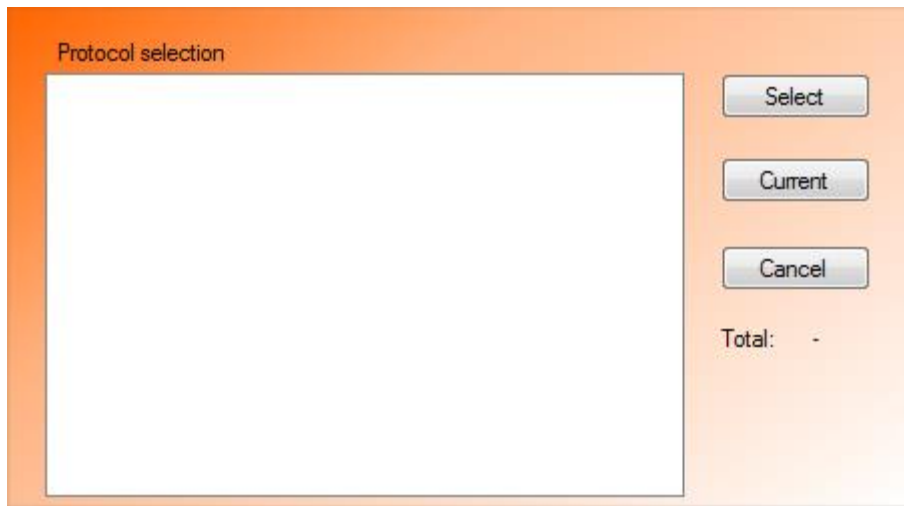 Protocol selection
Select
Current
Cancel
Total: -